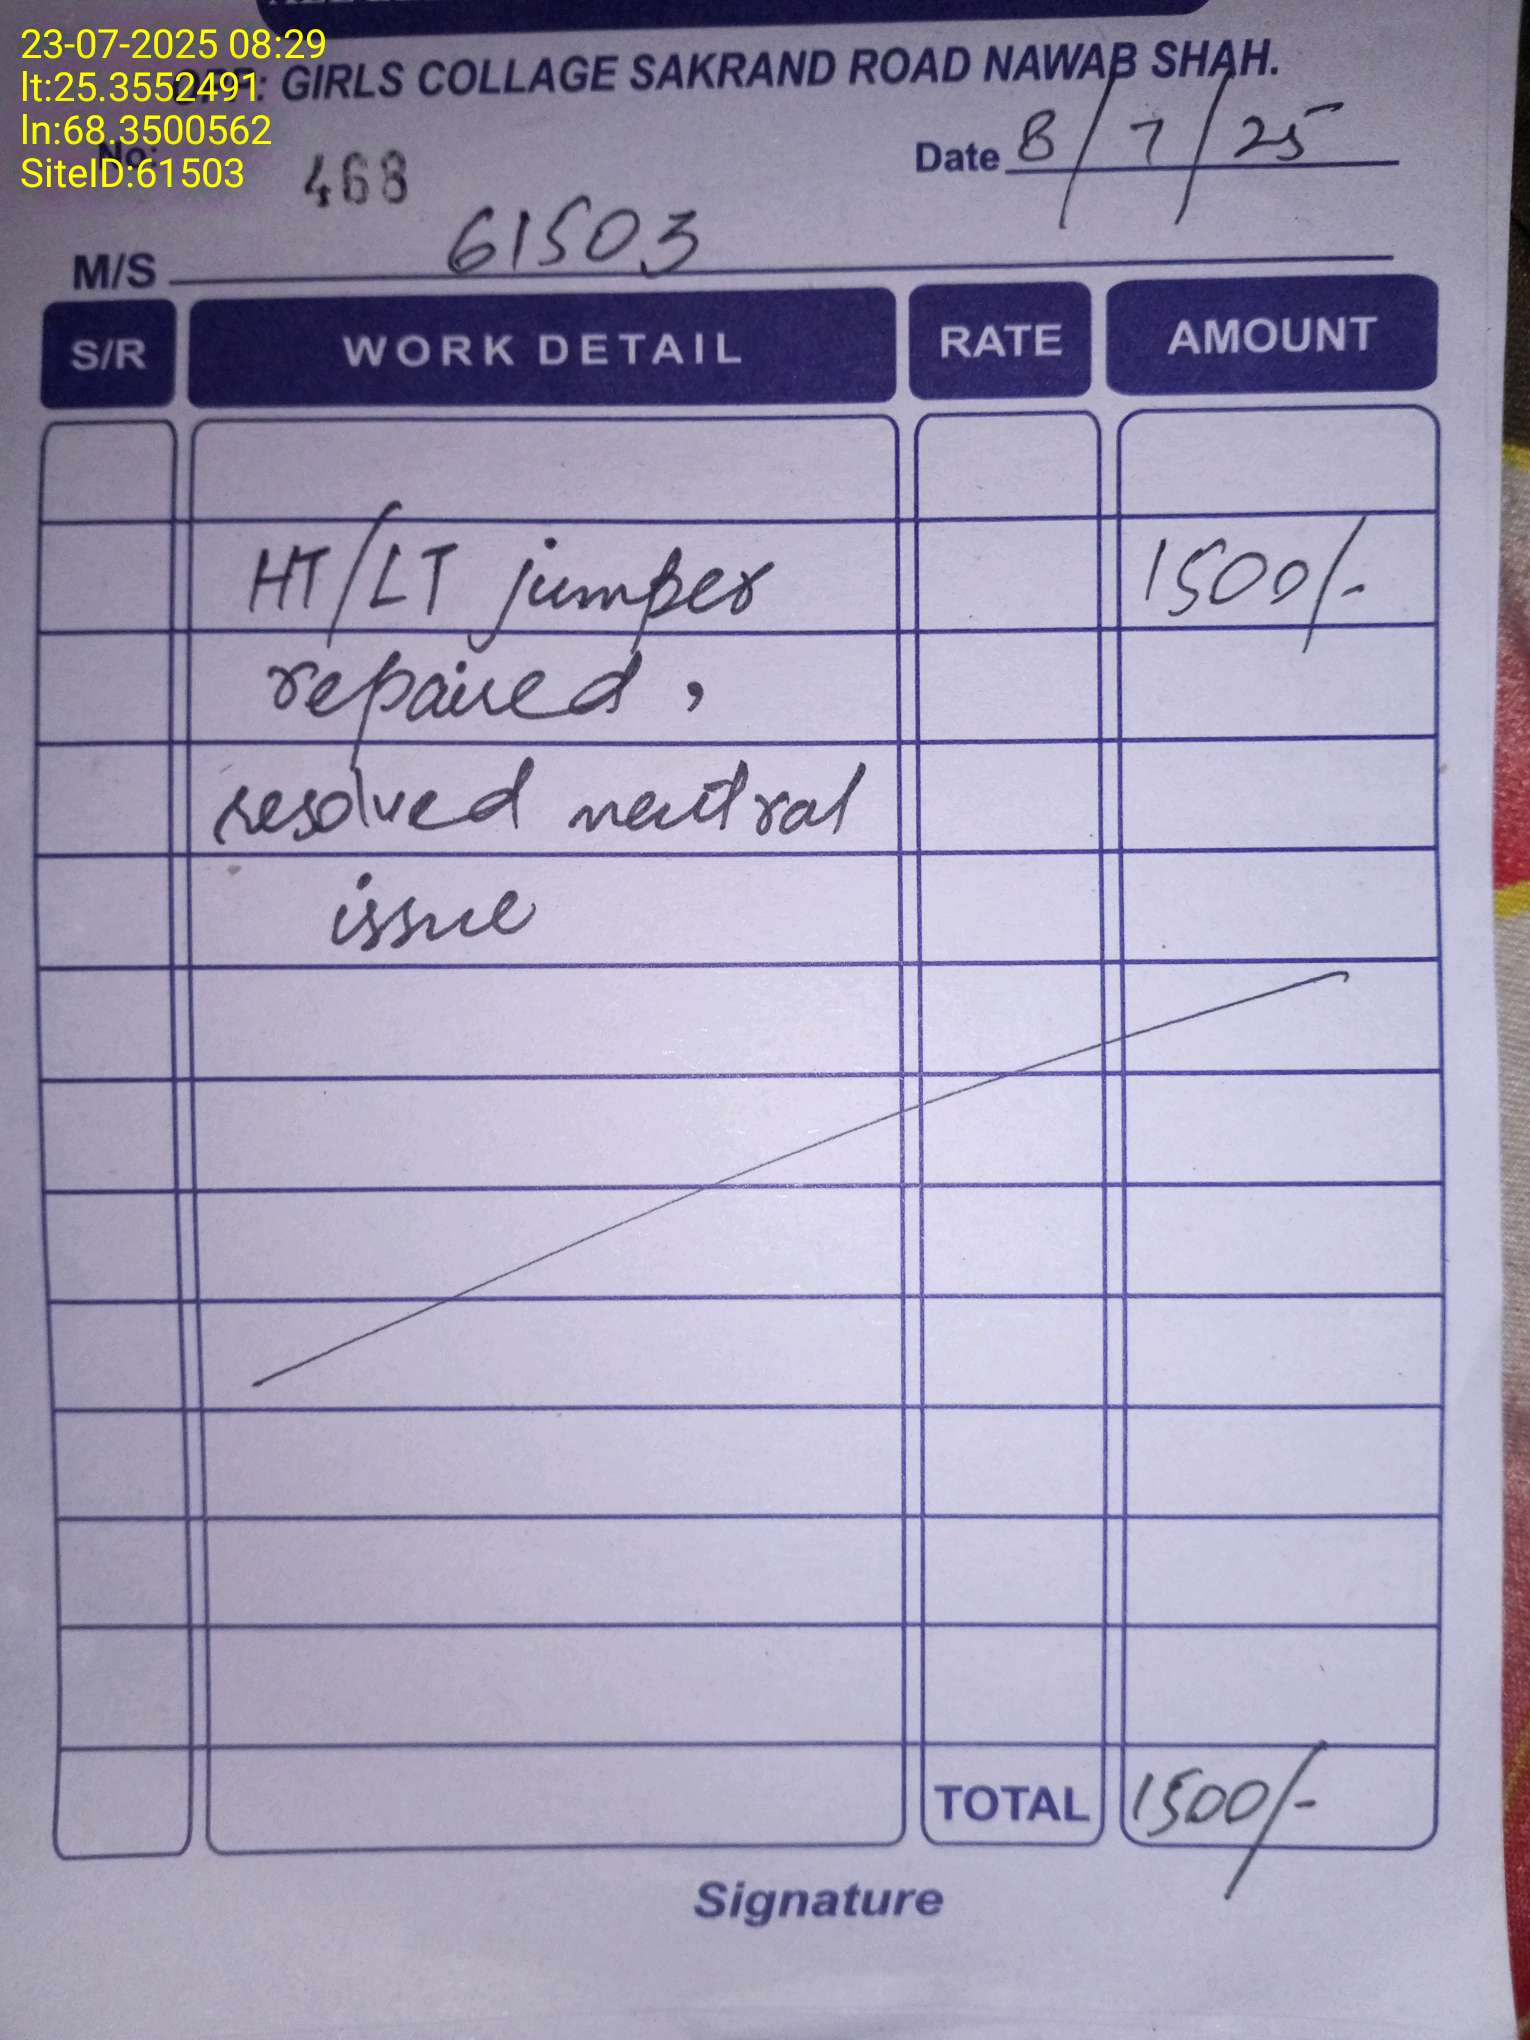 23-07-2025 08:29
lt:25.3552491
ln:68.3500562
SiteID:61503
GIRLS COLLAGE SAKRAND ROAD NAWAB SHAH.
No: 468
Date 8/7/25
M/S 61503
S/R WORK DETAIL RATE AMOUNT
HT/LT jumper 1500/-
repaired,
resolved neutral
issue
TOTAL 1500/-
Signature